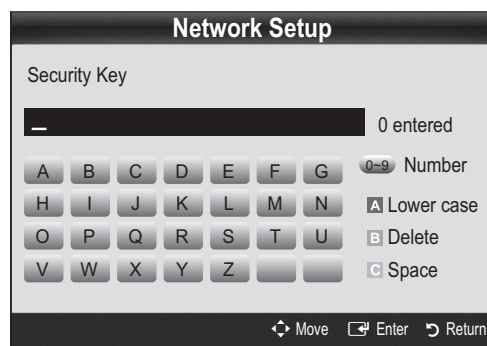 Network Setup
Security Key
_ 0 entered
A B C D E F G 0~9 Number
H I J K L M N A Lower case
O P Q R S T U B Delete
V W X Y Z C Space
Move Enter Return